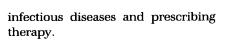 infectious diseases and prescribing
therapy.